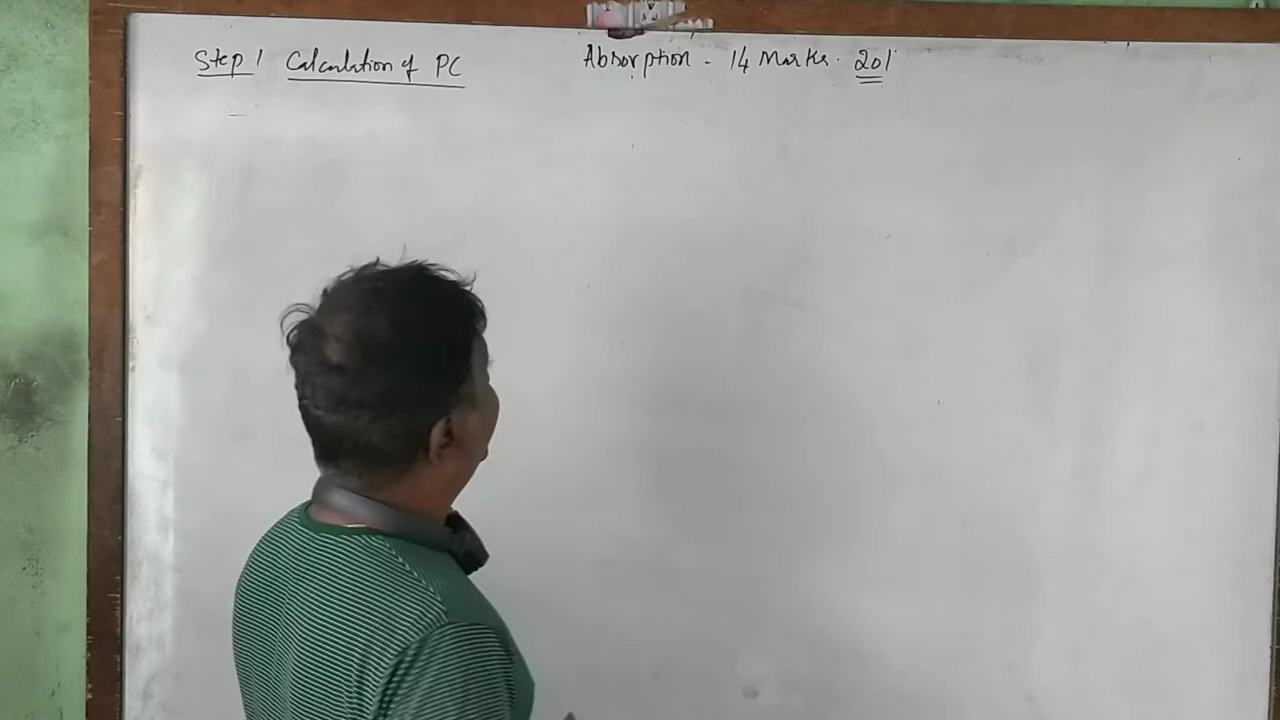 Step 1 Calculation of PC
Absorption - 14 Marks. 201